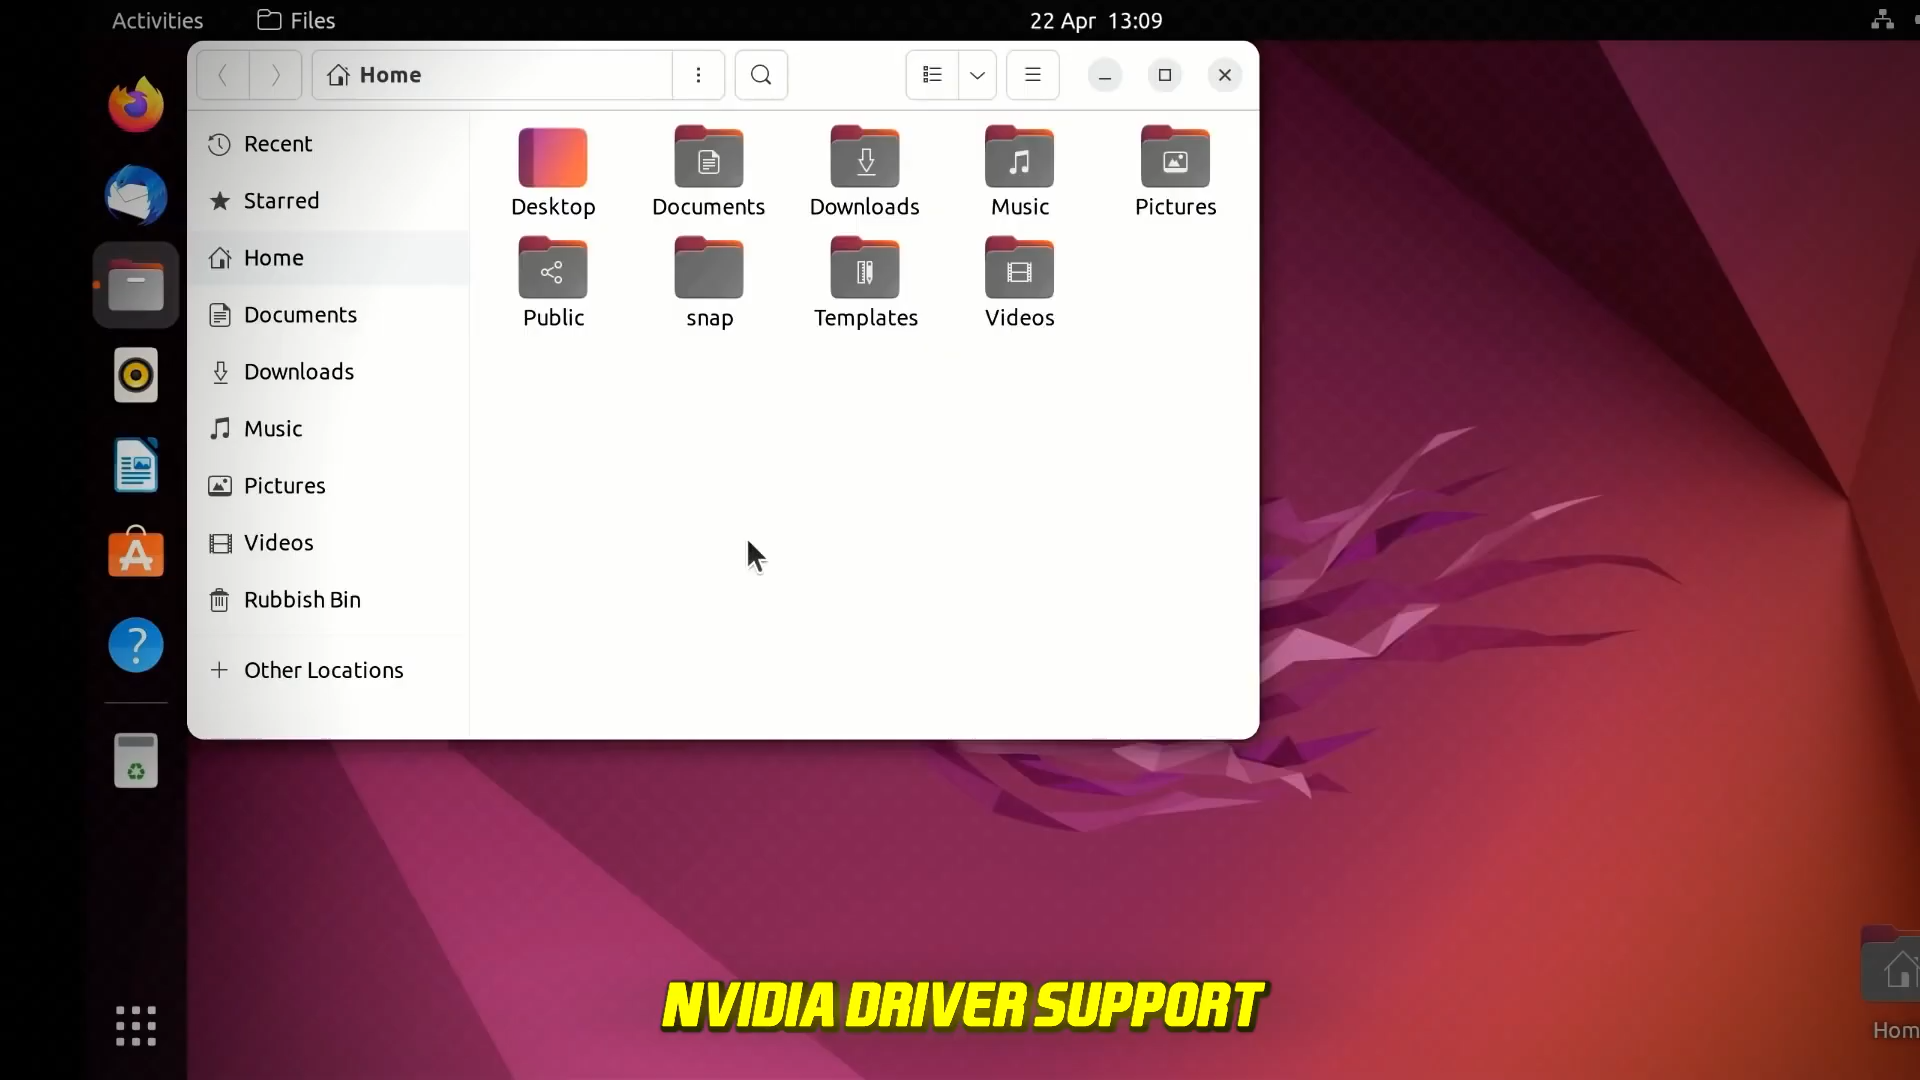 Activities
Files
22 Apr 13:09
Home
Recent
Starred
Home
Documents
Downloads
Music
Pictures
Videos
Rubbish Bin
Other Locations
Desktop
Documents
Downloads
Music
Pictures
Public
snap
Templates
Videos
Hom
NVIDIA DRIVER SUPPORT